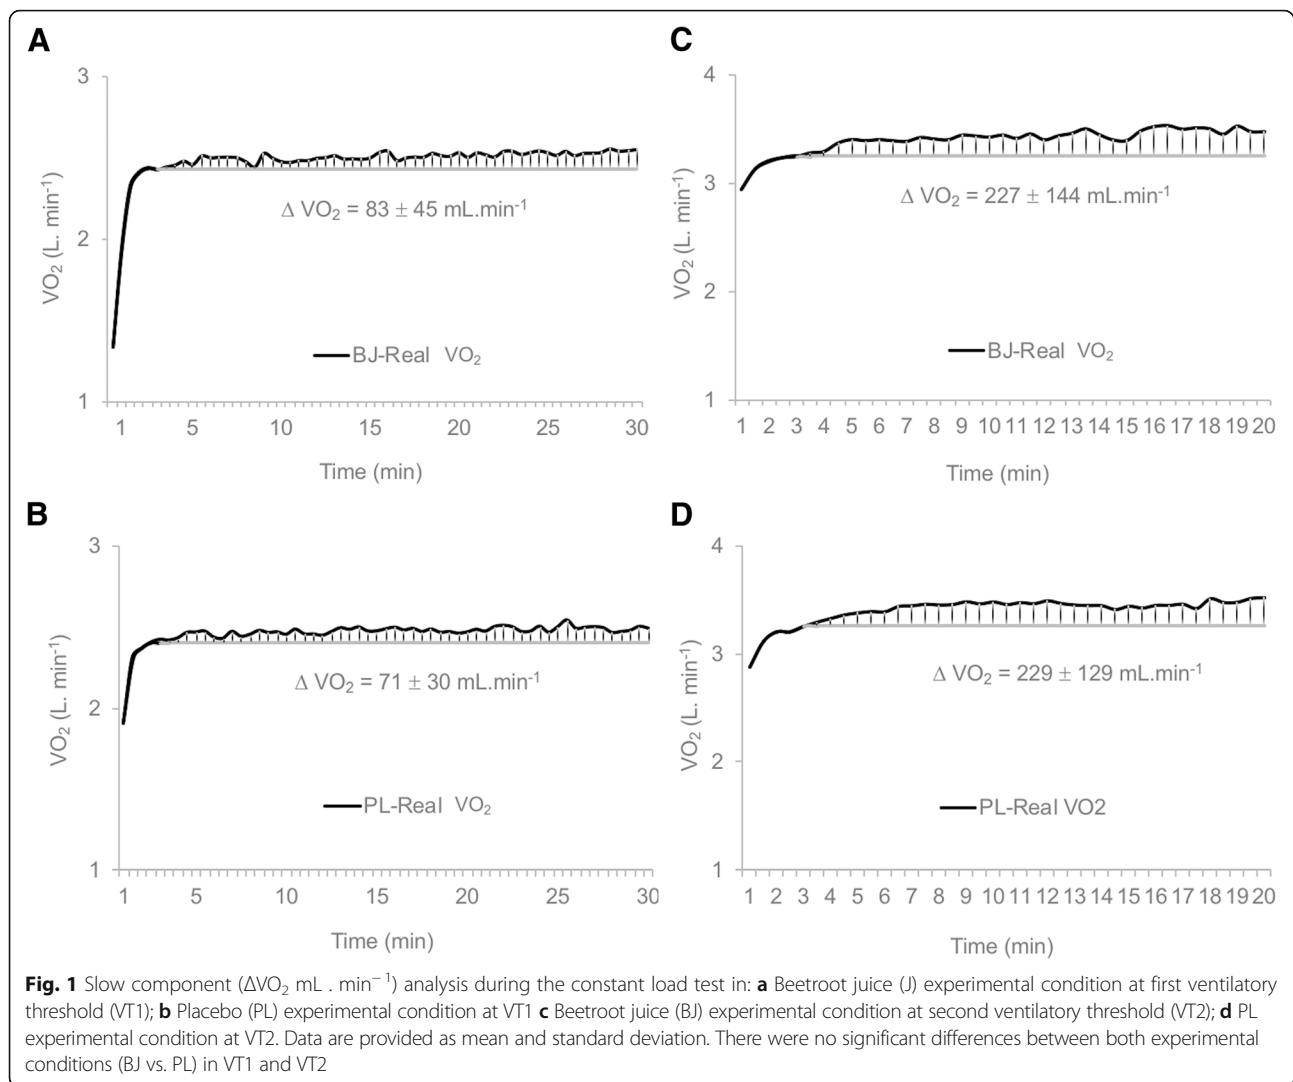 A
3
2
1
VO₂ (L. min⁻¹)
Δ VO₂ = 83 ± 45 mL.min⁻¹
BJ-Real VO₂
1 5 10 15 20 25 30
Time (min)
C
4
3
2
1
VO₂ (L. min⁻¹)
Δ VO₂ = 227 ± 144 mL.min⁻¹
BJ-Real VO₂
1 2 3 4 5 6 7 8 9 10 11 12 13 14 15 16 17 18 19 20
Time (min)
B
3
2
1
VO₂ (L. min⁻¹)
Δ VO₂ = 71 ± 30 mL.min⁻¹
PL-Real VO₂
1 5 10 15 20 25 30
Time (min)
D
4
3
2
1
VO₂ (L. min⁻¹)
Δ VO₂ = 229 ± 129 mL.min⁻¹
PL-Real VO2
1 2 3 4 5 6 7 8 9 10 11 12 13 14 15 16 17 18 19 20
Time (min)
Fig. 1 Slow component (ΔVO₂ mL . min⁻¹) analysis during the constant load test in: a Beetroot juice (J) experimental condition at first ventilatory
threshold (VT1); b Placebo (PL) experimental condition at VT1 c Beetroot juice (BJ) experimental condition at second ventilatory threshold (VT2); d PL
experimental condition at VT2. Data are provided as mean and standard deviation. There were no significant differences between both experimental
conditions (BJ vs. PL) in VT1 and VT2